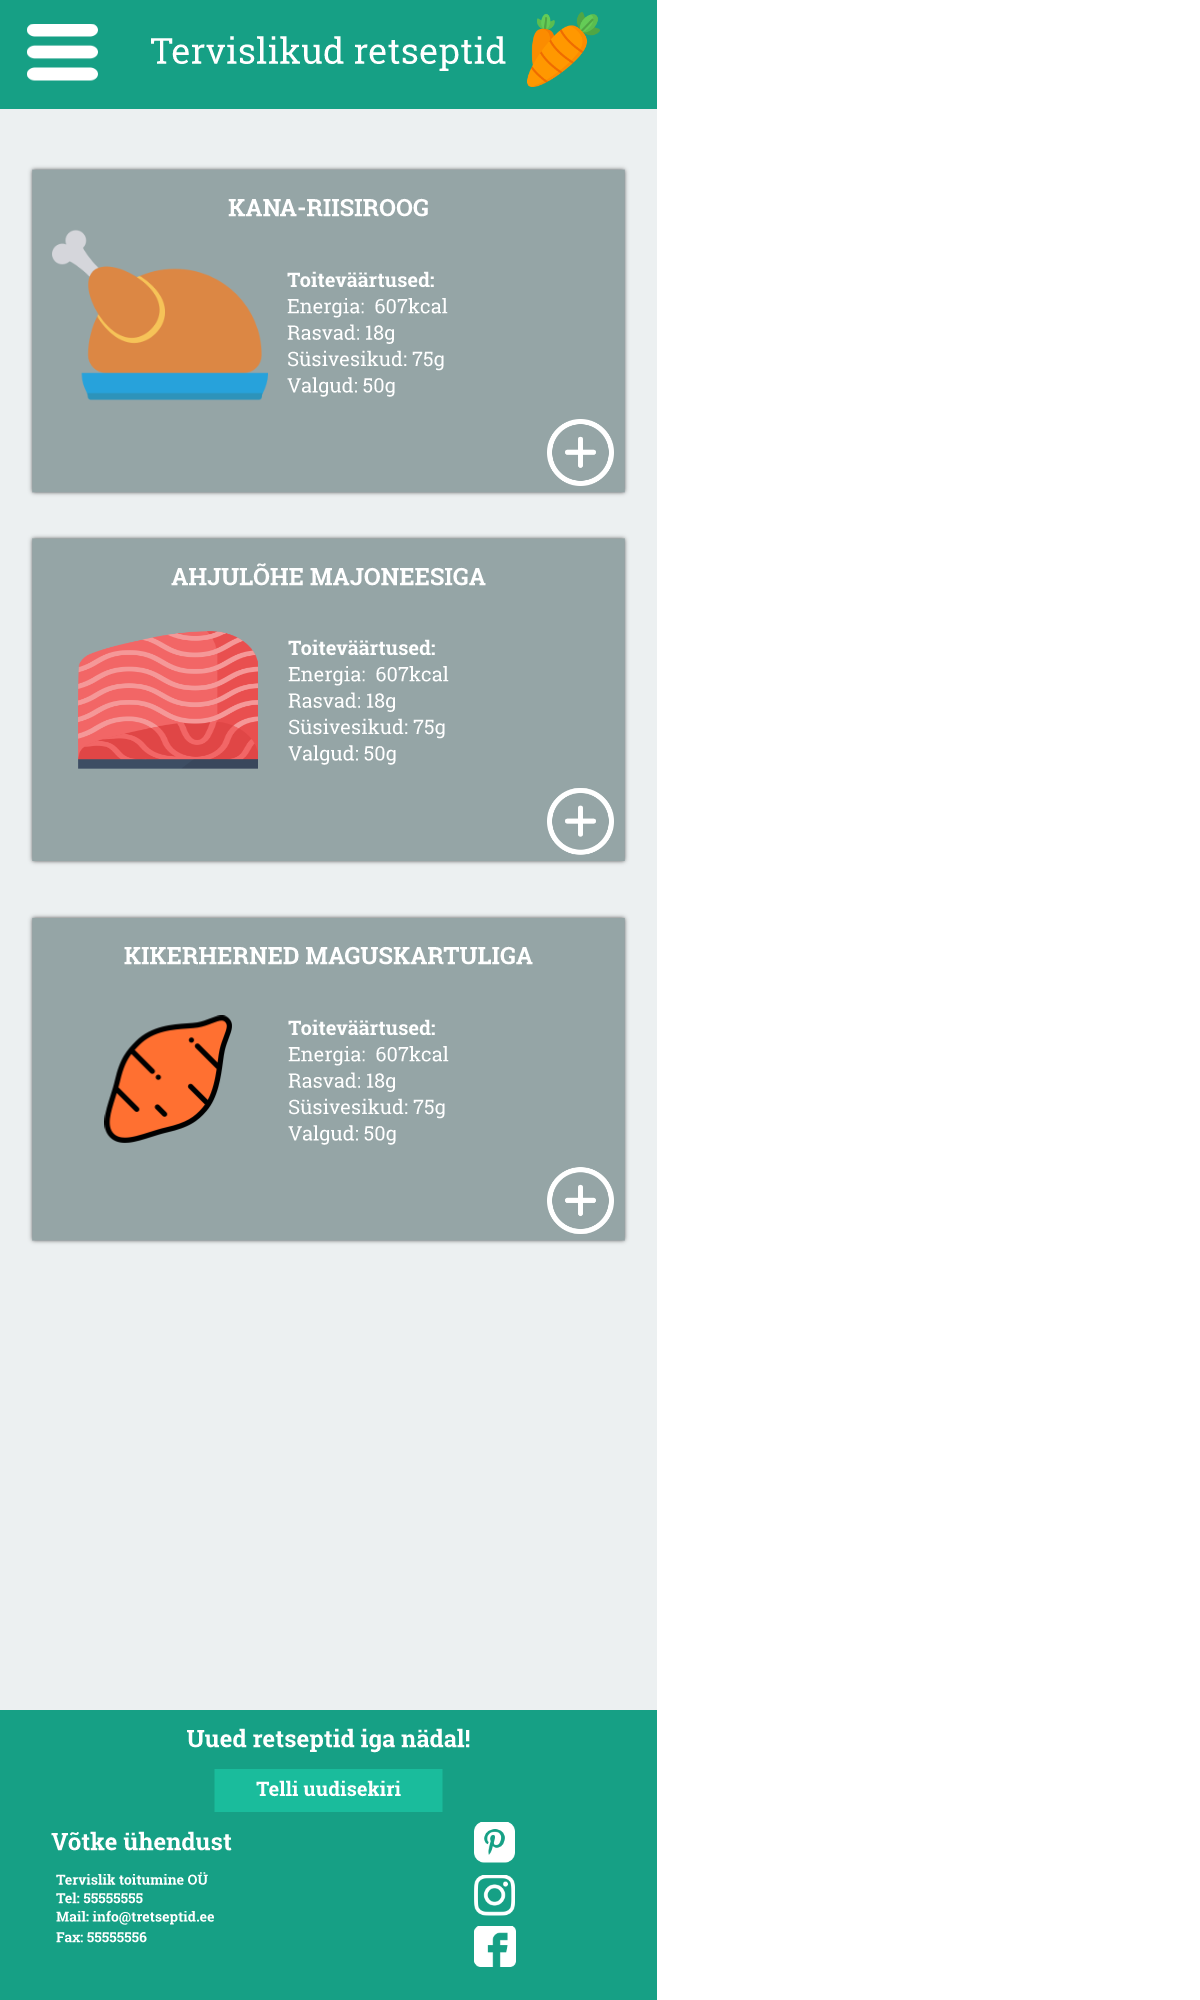 Tervislikud retseptid
KANA-RIISIROOG
Toiteväärtused:
Energia:  607kcal
Rasvad: 18g
Süsivesikud: 75g
Valgud: 50g
AHJULÕHE MAJONEESIGA
Toiteväärtused:
Energia:  607kcal
Rasvad: 18g
Süsivesikud: 75g
Valgud: 50g
KIKERHERNED MAGUSKARTULIGA
Toiteväärtused:
Energia:  607kcal
Rasvad: 18g
Süsivesikud: 75g
Valgud: 50g
Uued retseptid iga nädal!
Telli uudisekiri
Võtke ühendust
Tervislik toitumine OÜ
Tel: 55555555
Mail: info@tretseptid.ee
Fax: 55555556